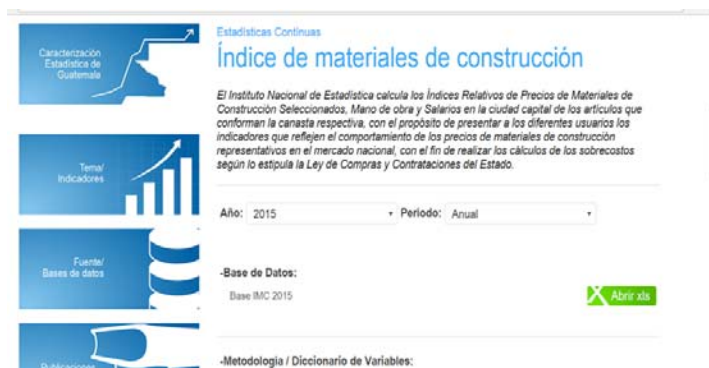 Caracterización
Estadística de
Guatemala
Tema/
Indicadores
Fuente/
Bases de datos
Publicaciones
Estadísticas Continuas
Índice de materiales de construcción
El Instituto Nacional de Estadística calcula los Índices Relativos de Precios de Materiales de
Construcción Seleccionados, Mano de obra y Salarios en la ciudad capital de los artículos que
conforman la canasta respectiva, con el propósito de presentar a los diferentes usuarios los
indicadores que reflejen el comportamiento de los precios de materiales de construcción
representativos en el mercado nacional, con el fin de realizar los cálculos de los sobrecostos
según lo estipula la Ley de Compras y Contrataciones del Estado.
Año: 2015 Periodo: Anual
-Base de Datos:
Base IMC 2015 Abrir xls
-Metodología / Diccionario de Variables: